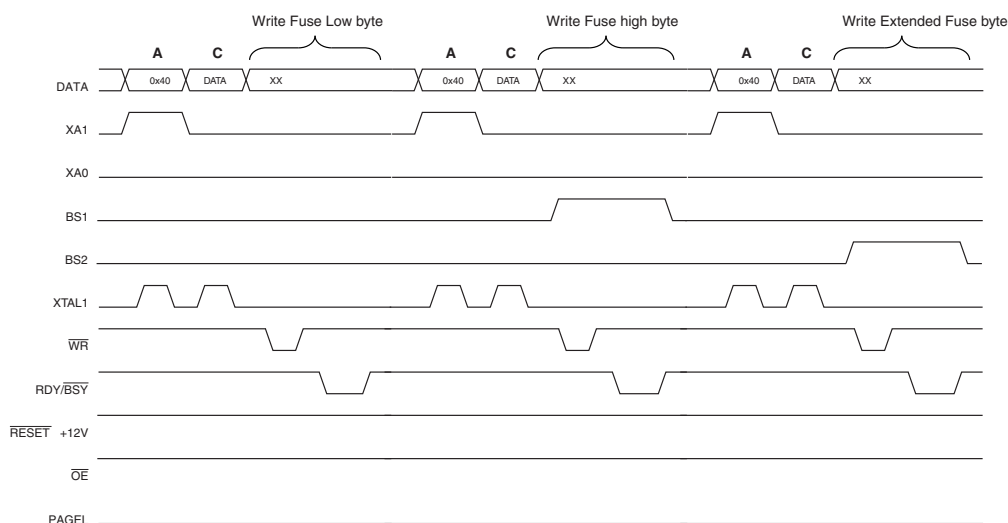 Write Fuse Low byte Write Fuse high byte Write Extended Fuse byte
A C A C A C
DATA 0x40 DATA XX 0x40 DATA XX 0x40 DATA XX
XA1
XA0
BS1
BS2
XTAL1
WR
RDY/BSY
RESET +12V
OE
PAGEL